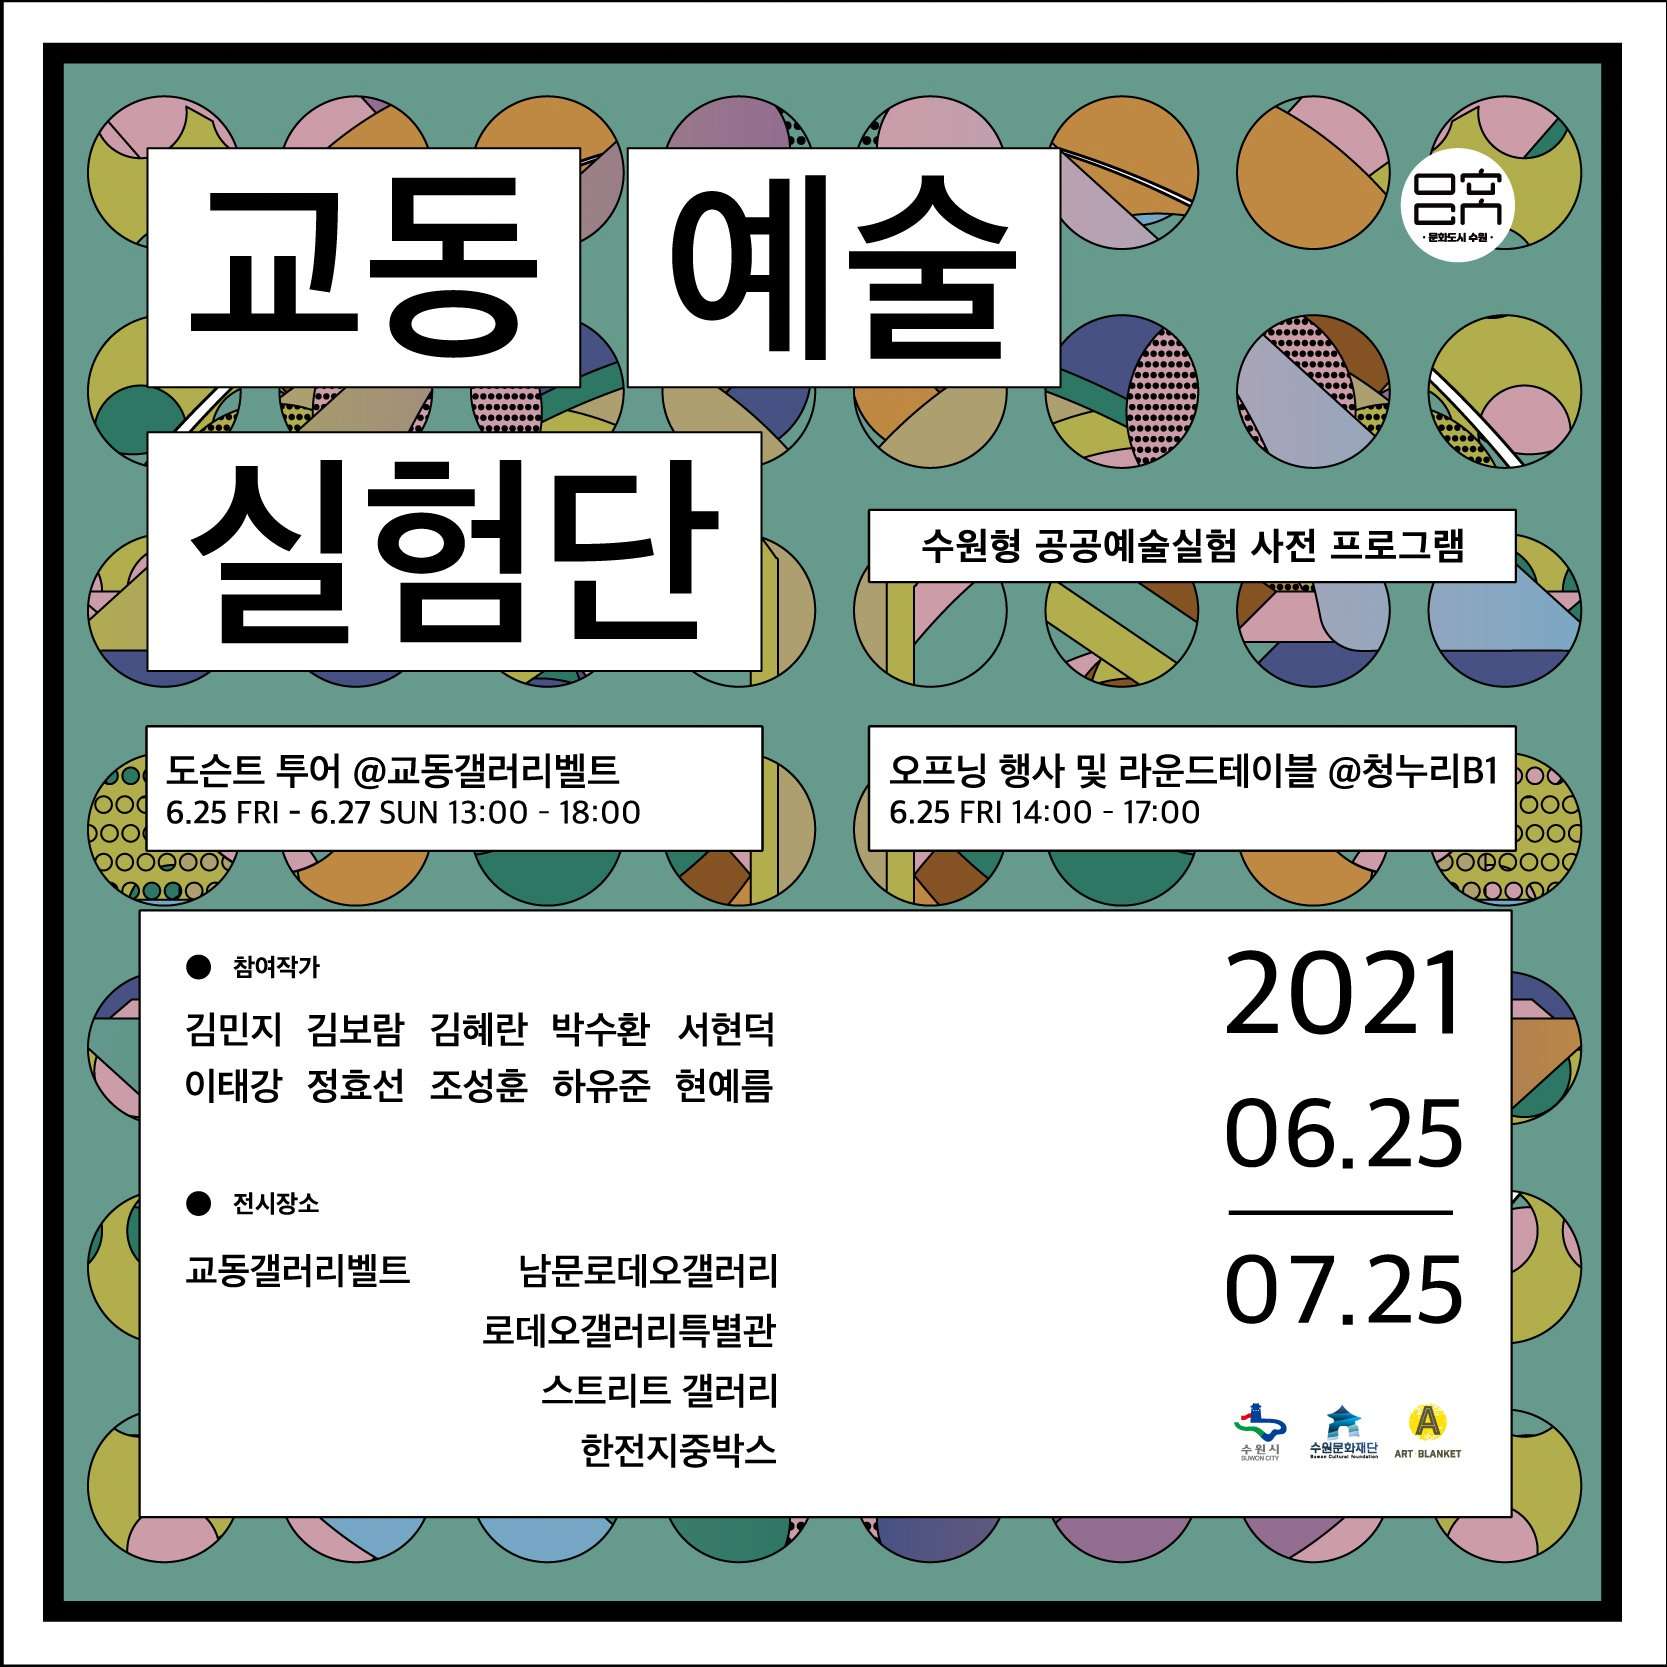 교동 예술
실험단
·문화도시 수원·
수원형 공공예술실험 사전 프로그램
도슨트 투어 @교동갤러리벨트
6.25 FRI - 6.27 SUN 13:00 - 18:00
오프닝 행사 및 라운드테이블 @청누리B1
6.25 FRI 14:00 - 17:00
● 참여작가
김민지 김보람 김혜란 박수환 서현덕
이태강 정효선 조성훈 하유준 현예름
● 전시장소
교동갤러리벨트 남문로데오갤러리
로데오갤러리특별관
스트리트 갤러리
한전지중박스
2021
06.25
07.25
수원시
SUWON CITY
수원문화재단
Suwon Cultural Foundation
A
ART BLANKET